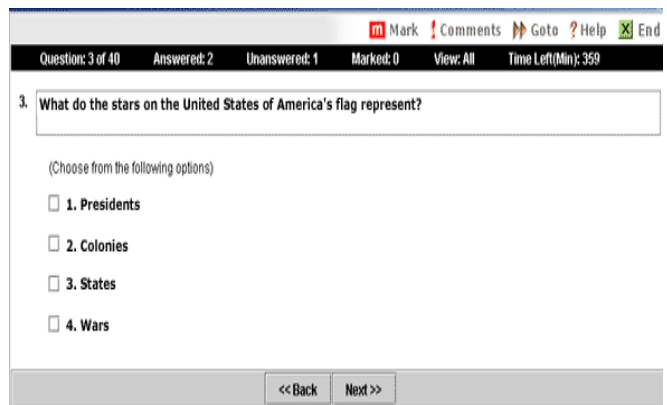 m Mark ! Comments Goto ? Help X End
Question: 3 of 40 Answered: 2 Unanswered: 1 Marked: 0 View: All Time Left(Min): 359
3. What do the stars on the United States of America's flag represent?
(Choose from the following options)
1. Presidents
2. Colonies
3. States
4. Wars
<< Back Next >>